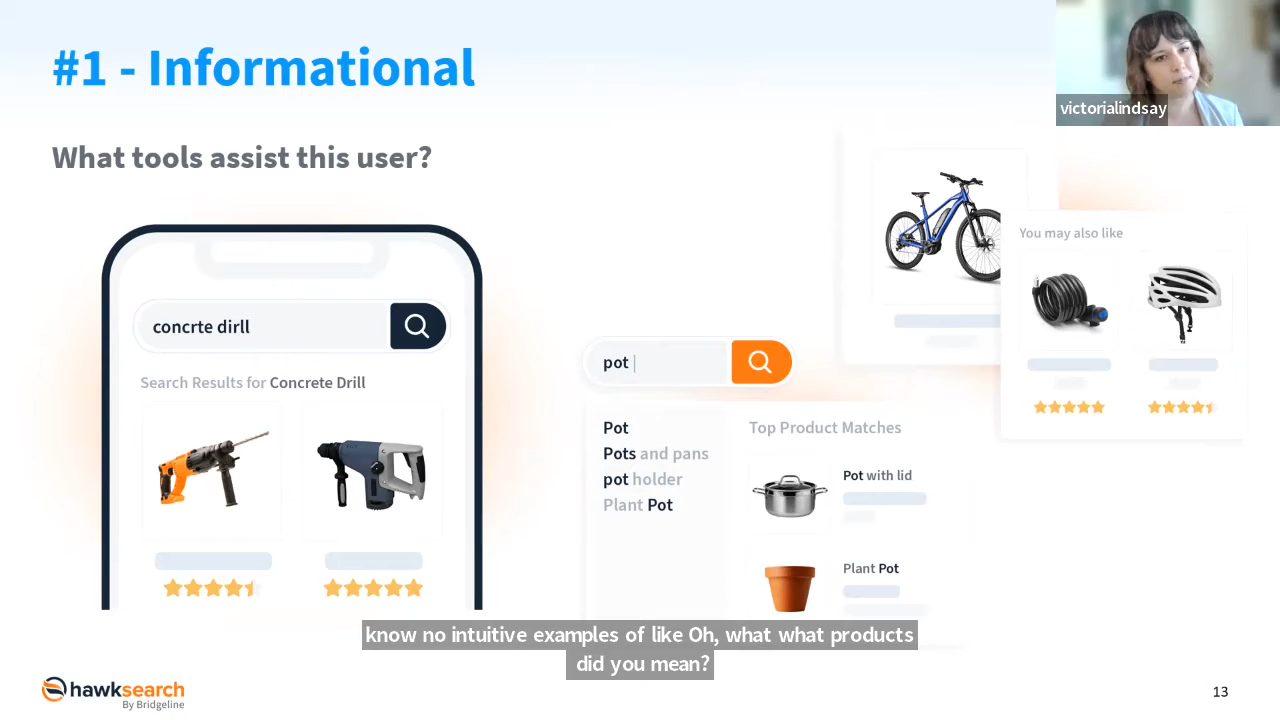 #1 - Informational
victorialindsay
What tools assist this user?
concrte dirll
Search Results for Concrete Drill
pot
Pot
Pots and pans
pot holder
Plant Pot
Top Product Matches
Pot with lid
Plant Pot
You may also like
know no intuitive examples of like Oh, what what products
did you mean?
hawksearch
By Bridgeline
13